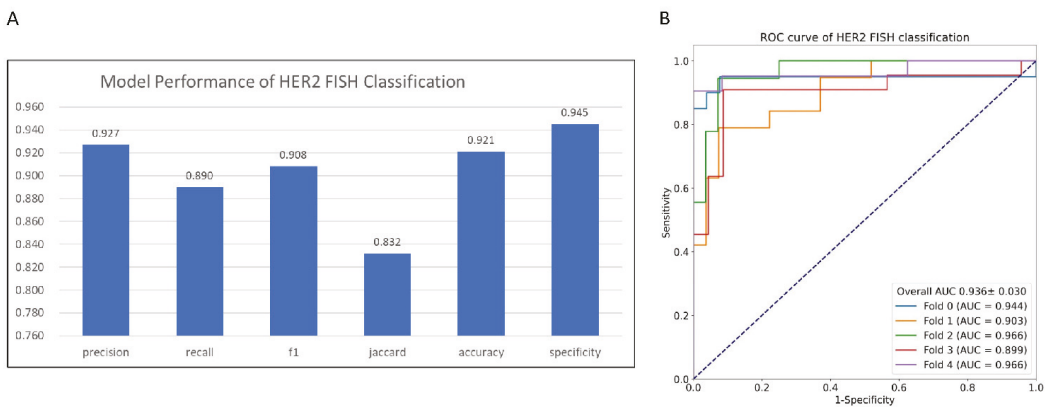 A
Model Performance of HER2 FISH Classification
0.960
0.940
0.920
0.900
0.880
0.860
0.840
0.820
0.800
0.780
0.760
0.927
0.890
0.908
0.832
0.921
0.945
precision
recall
f1
jaccard
accuracy
specificity
B
ROC curve of HER2 FISH classification
1.0
0.8
0.6
0.4
0.2
0.0
Sensitivity
Overall AUC 0.936± 0.030
Fold 0 (AUC = 0.944)
Fold 1 (AUC = 0.903)
Fold 2 (AUC = 0.966)
Fold 3 (AUC = 0.899)
Fold 4 (AUC = 0.966)
0.0
0.2
0.4
0.6
0.8
1.0
1-Specificity